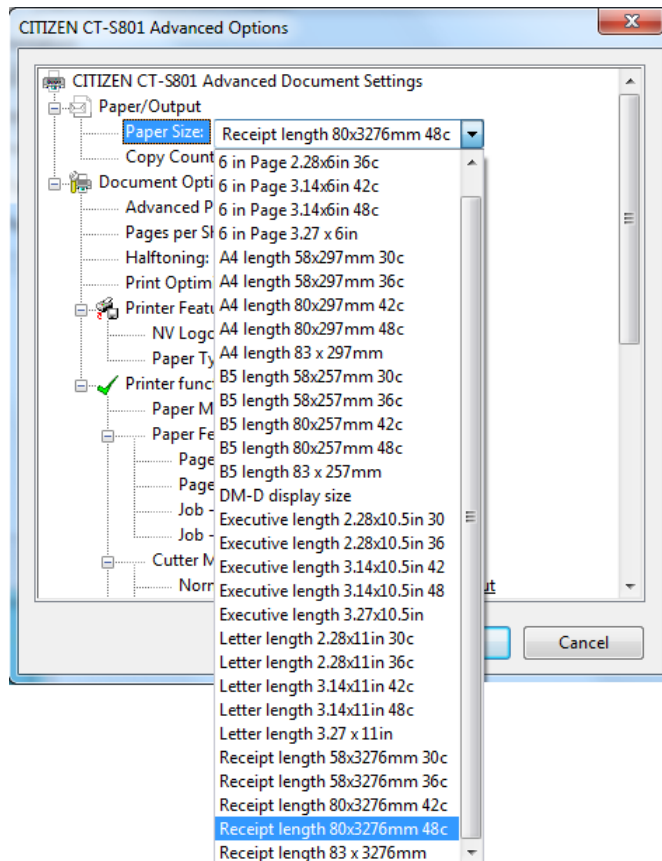 CITIZEN CT-S801 Advanced Options
CITIZEN CT-S801 Advanced Document Settings
Paper/Output
Paper Size: Receipt length 80x3276mm 48c
Copy Count
6 in Page 2.28x6in 36c
6 in Page 3.14x6in 42c
Document Opti
Advanced P
6 in Page 3.14x6in 48c
Pages per Sh
6 in Page 3.27 x 6in
Halftoning:
A4 length 58x297mm 30c
Print Optim
A4 length 58x297mm 36c
Printer Featu
A4 length 80x297mm 42c
NV Logo
A4 length 80x297mm 48c
Paper Ty
A4 length 83 x 297mm
Printer func
B5 length 58x257mm 30c
Paper M
B5 length 58x257mm 36c
Paper Fe
B5 length 80x257mm 42c
Page
B5 length 80x257mm 48c
Page
B5 length 83 x 257mm
Job -
DM-D display size
Job -
Executive length 2.28x10.5in 30
Executive length 2.28x10.5in 36
Cutter M
Executive length 3.14x10.5in 42
Norr
Executive length 3.14x10.5in 48
ut
Executive length 3.27x10.5in
Letter length 2.28x11in 30c
Cancel
Letter length 2.28x11in 36c
Letter length 3.14x11in 42c
Letter length 3.14x11in 48c
Letter length 3.27 x 11in
Receipt length 58x3276mm 30c
Receipt length 58x3276mm 36c
Receipt length 80x3276mm 42c
Receipt length 80x3276mm 48c
Receipt length 83 x 3276mm